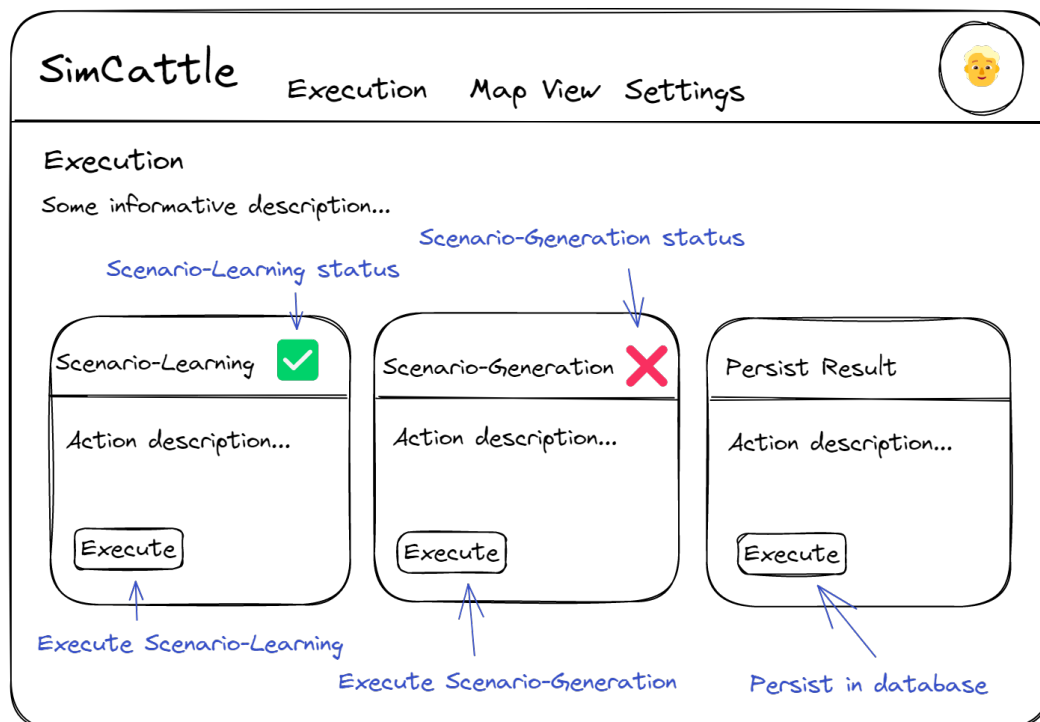 SimCattle
Execution Map View Settings
Execution
Some informative description...
Scenario-Generation status
Scenario-Learning status
Scenario-Learning
Scenario-Generation
Persist Result
Action description...
Action description...
Action description...
Execute
Execute
Execute
Execute Scenario-Learning
Execute Scenario-Generation
Persist in database